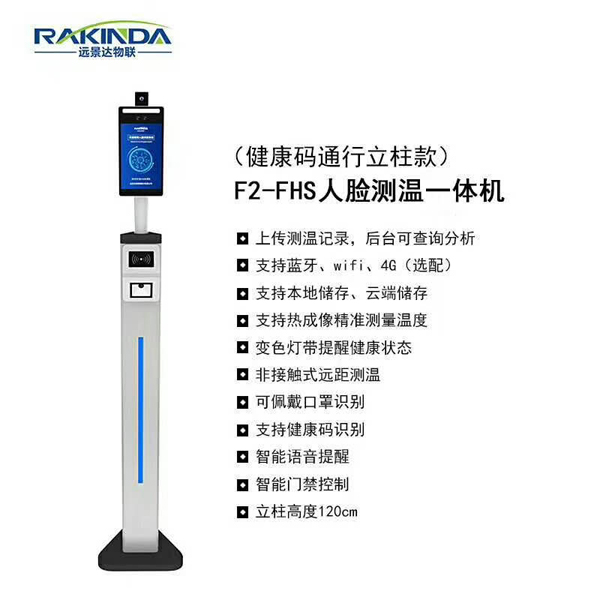 RAKINDA
远景达物联
（健康码通行立柱款）
F2-FHS人脸测温一体机
上传测温记录，后台可查询分析
支持蓝牙、wifi、4G（选配）
支持本地储存、云端储存
支持热成像精准测量温度
变色灯带提醒健康状态
非接触式远距测温
可佩戴口罩识别
支持健康码识别
智能语音提醒
智能门禁控制
立柱高度120cm